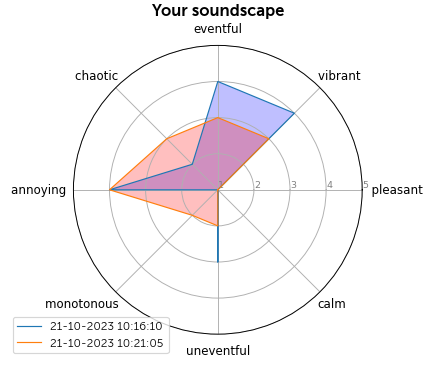 Your soundscape
eventful
chaotic
vibrant
annoying
1 2 3 4 5
pleasant
monotonous
calm
uneventful
21-10-2023 10:16:10
21-10-2023 10:21:05